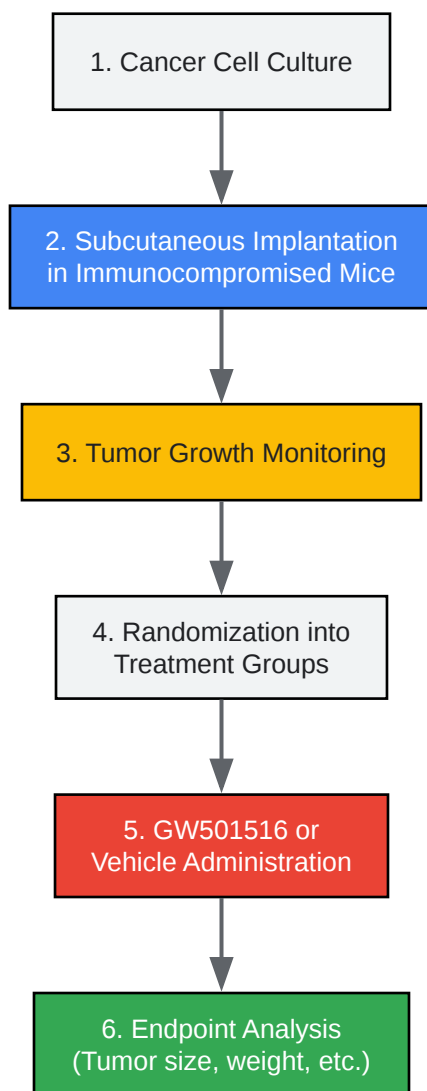 1. Cancer Cell Culture
2. Subcutaneous Implantation
in Immunocompromised Mice
3. Tumor Growth Monitoring
4. Randomization into
Treatment Groups
5. GW501516 or
Vehicle Administration
6. Endpoint Analysis
(Tumor size, weight, etc.)